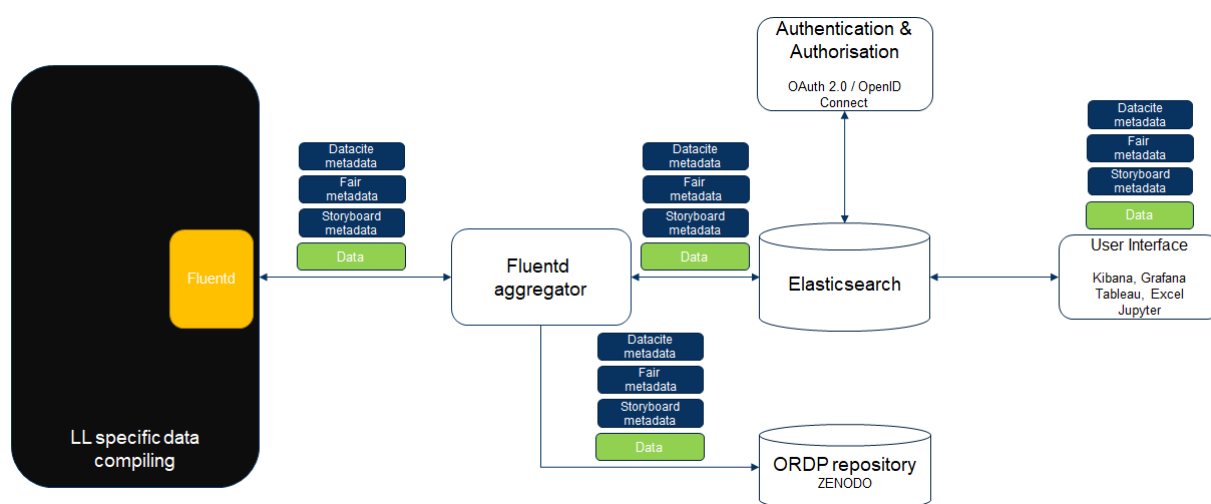 Authentication &
Authorisation
OAuth 2.0 / OpenID
Connect
Datacite
metadata
Fair
metadata
Storyboard
metadata
Data
Datacite
metadata
Fair
metadata
Storyboard
metadata
Data
Datacite
metadata
Fair
metadata
Storyboard
metadata
Data
Fluentd
Fluentd
aggregator
Elasticsearch
User Interface
Kibana, Grafana
Tableau, Excel
Jupyter
Datacite
metadata
Fair
metadata
Storyboard
metadata
Data
LL specific data
compiling
ORDP repository
ZENODO